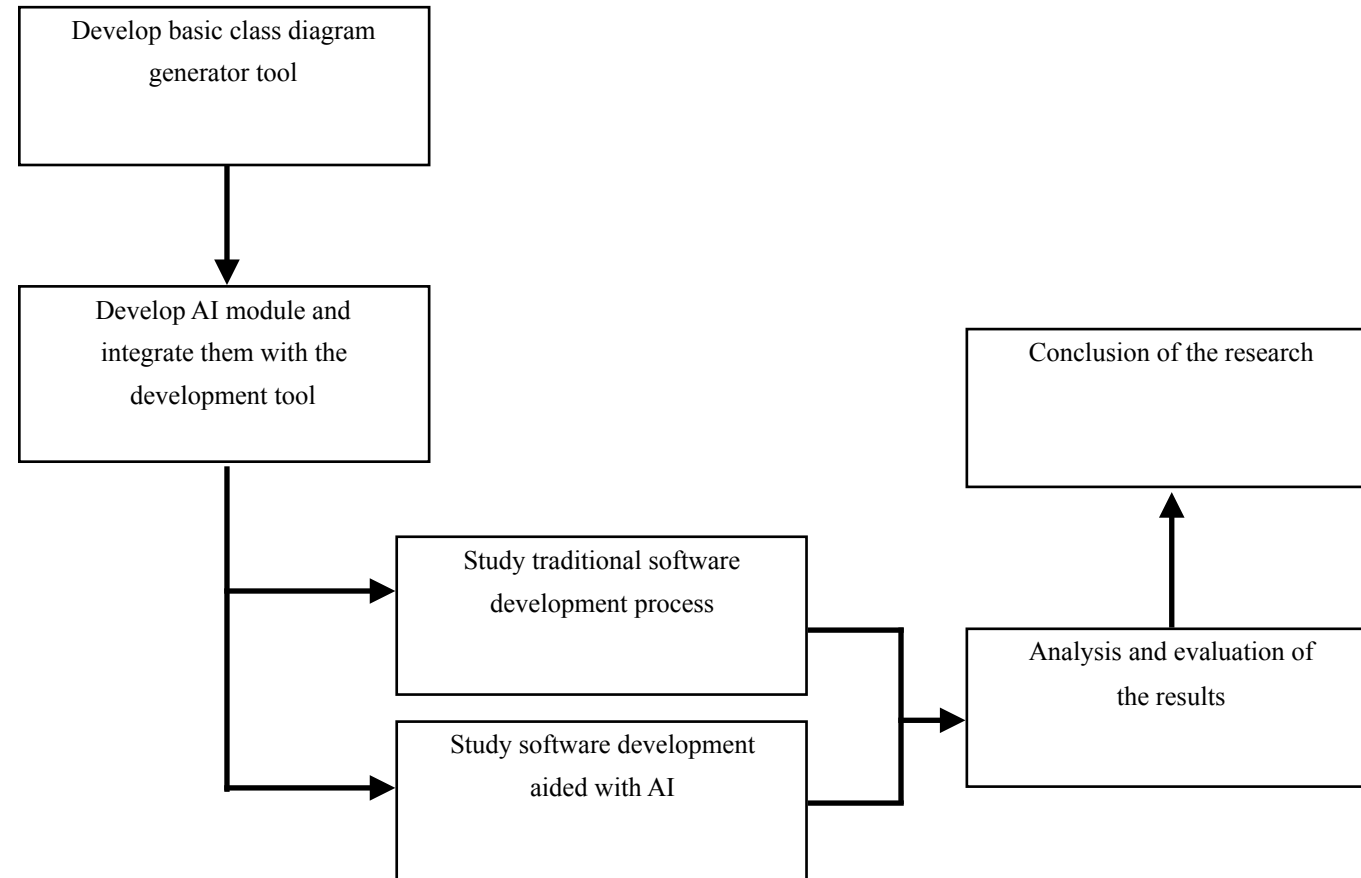 Develop basic class diagram
generator tool
Develop AI module and
integrate them with the
development tool
Conclusion of the research
Study traditional software
development process
Analysis and evaluation of
the results
Study software development
aided with AI